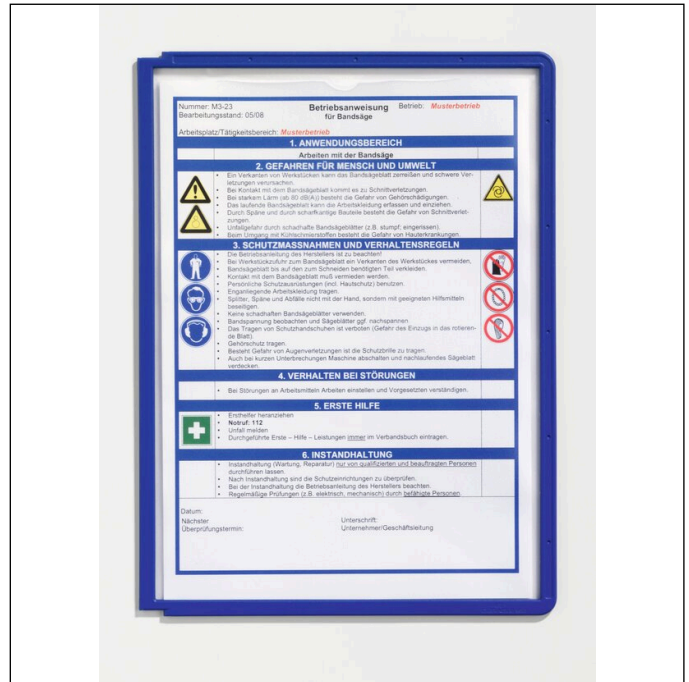 Nummer: M3-23 Betriebsanweisung Betrieb: Musterbetrieb
Bearbeitungsstand: 05/08 für Bandsäge
Arbeitsplatz/Tätigkeitsbereich: Musterbetrieb
1. ANWENDUNGSBEREICH
Arbeiten mit der Bandsäge
2. GEFAHREN FÜR MENSCH UND UMWELT
• Ein Verkanten von Werkstücken kann das Bandsägeblatt zerreißen und schwere Ver-
letzungen verursachen.
• Bei Kontakt mit dem Bandsägeblatt kommt es zu Schnittverletzungen.
• Bei starkem Lärm (ab 80 dB(A)) besteht die Gefahr von Gehörschädigungen.
• Das laufende Bandsägeblatt kann die Arbeitskleidung erfassen und einziehen.
• Durch Späne und durch scharfkantige Bauteile besteht die Gefahr von Schnittverlet-
zungen.
• Unfallgefahr durch schadhafte Bandsägeblätter (z.B. stumpf; eingerissen).
• Beim Umgang mit Kühlschmierstoffen besteht die Gefahr von Hauterkrankungen.
3. SCHUTZMASSNAHMEN UND VERHALTENSREGELN
• Die Betriebsanleitung des Herstellers ist zu beachten!
• Bei Werkstückzufuhr zum Bandsägeblatt ein Verkanten des Werkstückes vermeiden.
• Bandsägeblatt bis auf den zum Schneiden benötigten Teil verkleiden.
• Kontakt mit dem Bandsägeblatt muß vermieden werden.
• Persönliche Schutzausrüstungen (incl. Hautschutz) benutzen.
• Enganliegende Arbeitskleidung tragen.
• Splitter, Späne und Abfälle nicht mit der Hand, sondern mit geeigneten Hilfsmitteln
beseitigen.
• Keine schadhaften Bandsägeblätter verwenden.
• Bandspannung beobachten und Sägeblätter ggf. nachspannen.
• Das Tragen von Schutzhandschuhen ist verboten (Gefahr des Einzugs in das rotieren-
de Blatt).
• Gehörschutz tragen.
• Besteht Gefahr von Augenverletzungen ist die Schutzbrille zu tragen.
• Auch bei kurzen Unterbrechungen Maschine abschalten und nachlaufendes Sägeblatt
verdecken.
4. VERHALTEN BEI STÖRUNGEN
• Bei Störungen an Arbeitsmitteln Arbeiten einstellen und Vorgesetzten verständigen.
5. ERSTE HILFE
• Ersthelfer heranziehen
• Notruf: 112
• Unfall melden
• Durchgeführte Erste – Hilfe – Leistungen immer im Verbandsbuch eintragen.
6. INSTANDHALTUNG
• Instandhaltung (Wartung, Reparatur) nur von qualifizierten und beauftragten Personen
durchführen lassen.
• Nach Instandhaltung sind die Schutzeinrichtungen zu überprüfen.
• Bei der Instandhaltung die Betriebsanleitung des Herstellers beachten.
• Regelmäßige Prüfungen (z.B. elektrisch, mechanisch) durch befähigte Personen.
Datum:
Nächster Unterschrift:
Überprüfungstermin: Unternehmer/Geschäftsleitung